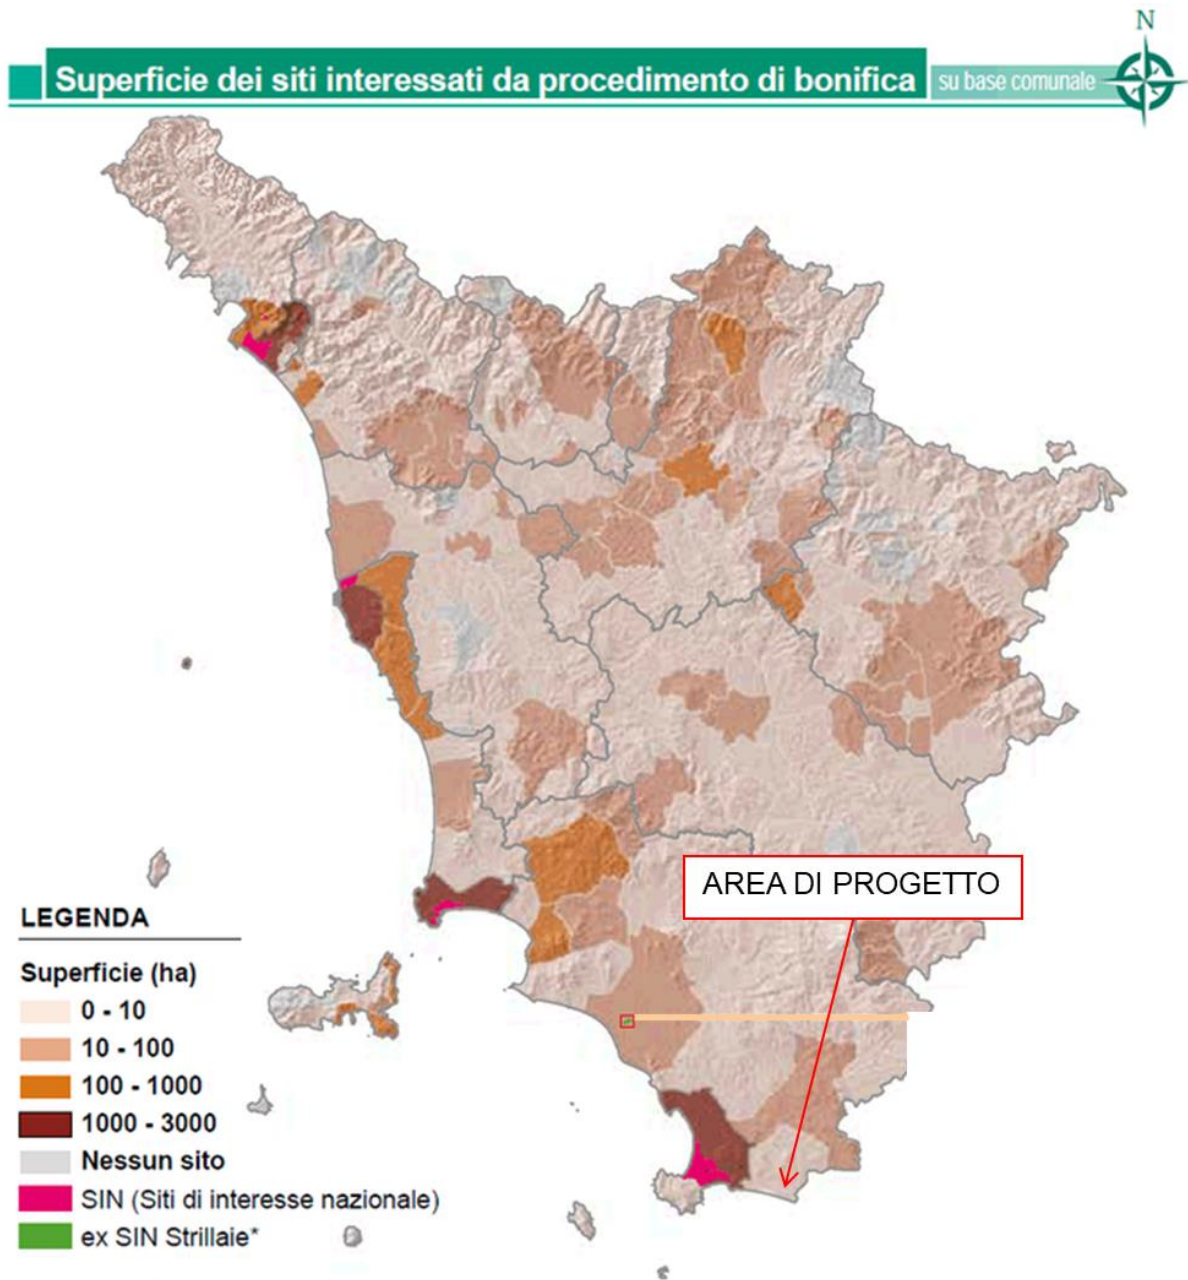 N
Superficie dei siti interessati da procedimento di bonifica su base comunale
AREA DI PROGETTO
LEGENDA
Superficie (ha)
0 - 10
10 - 100
100 - 1000
1000 - 3000
Nessun sito
SIN (Siti di interesse nazionale)
ex SIN Strillaie*